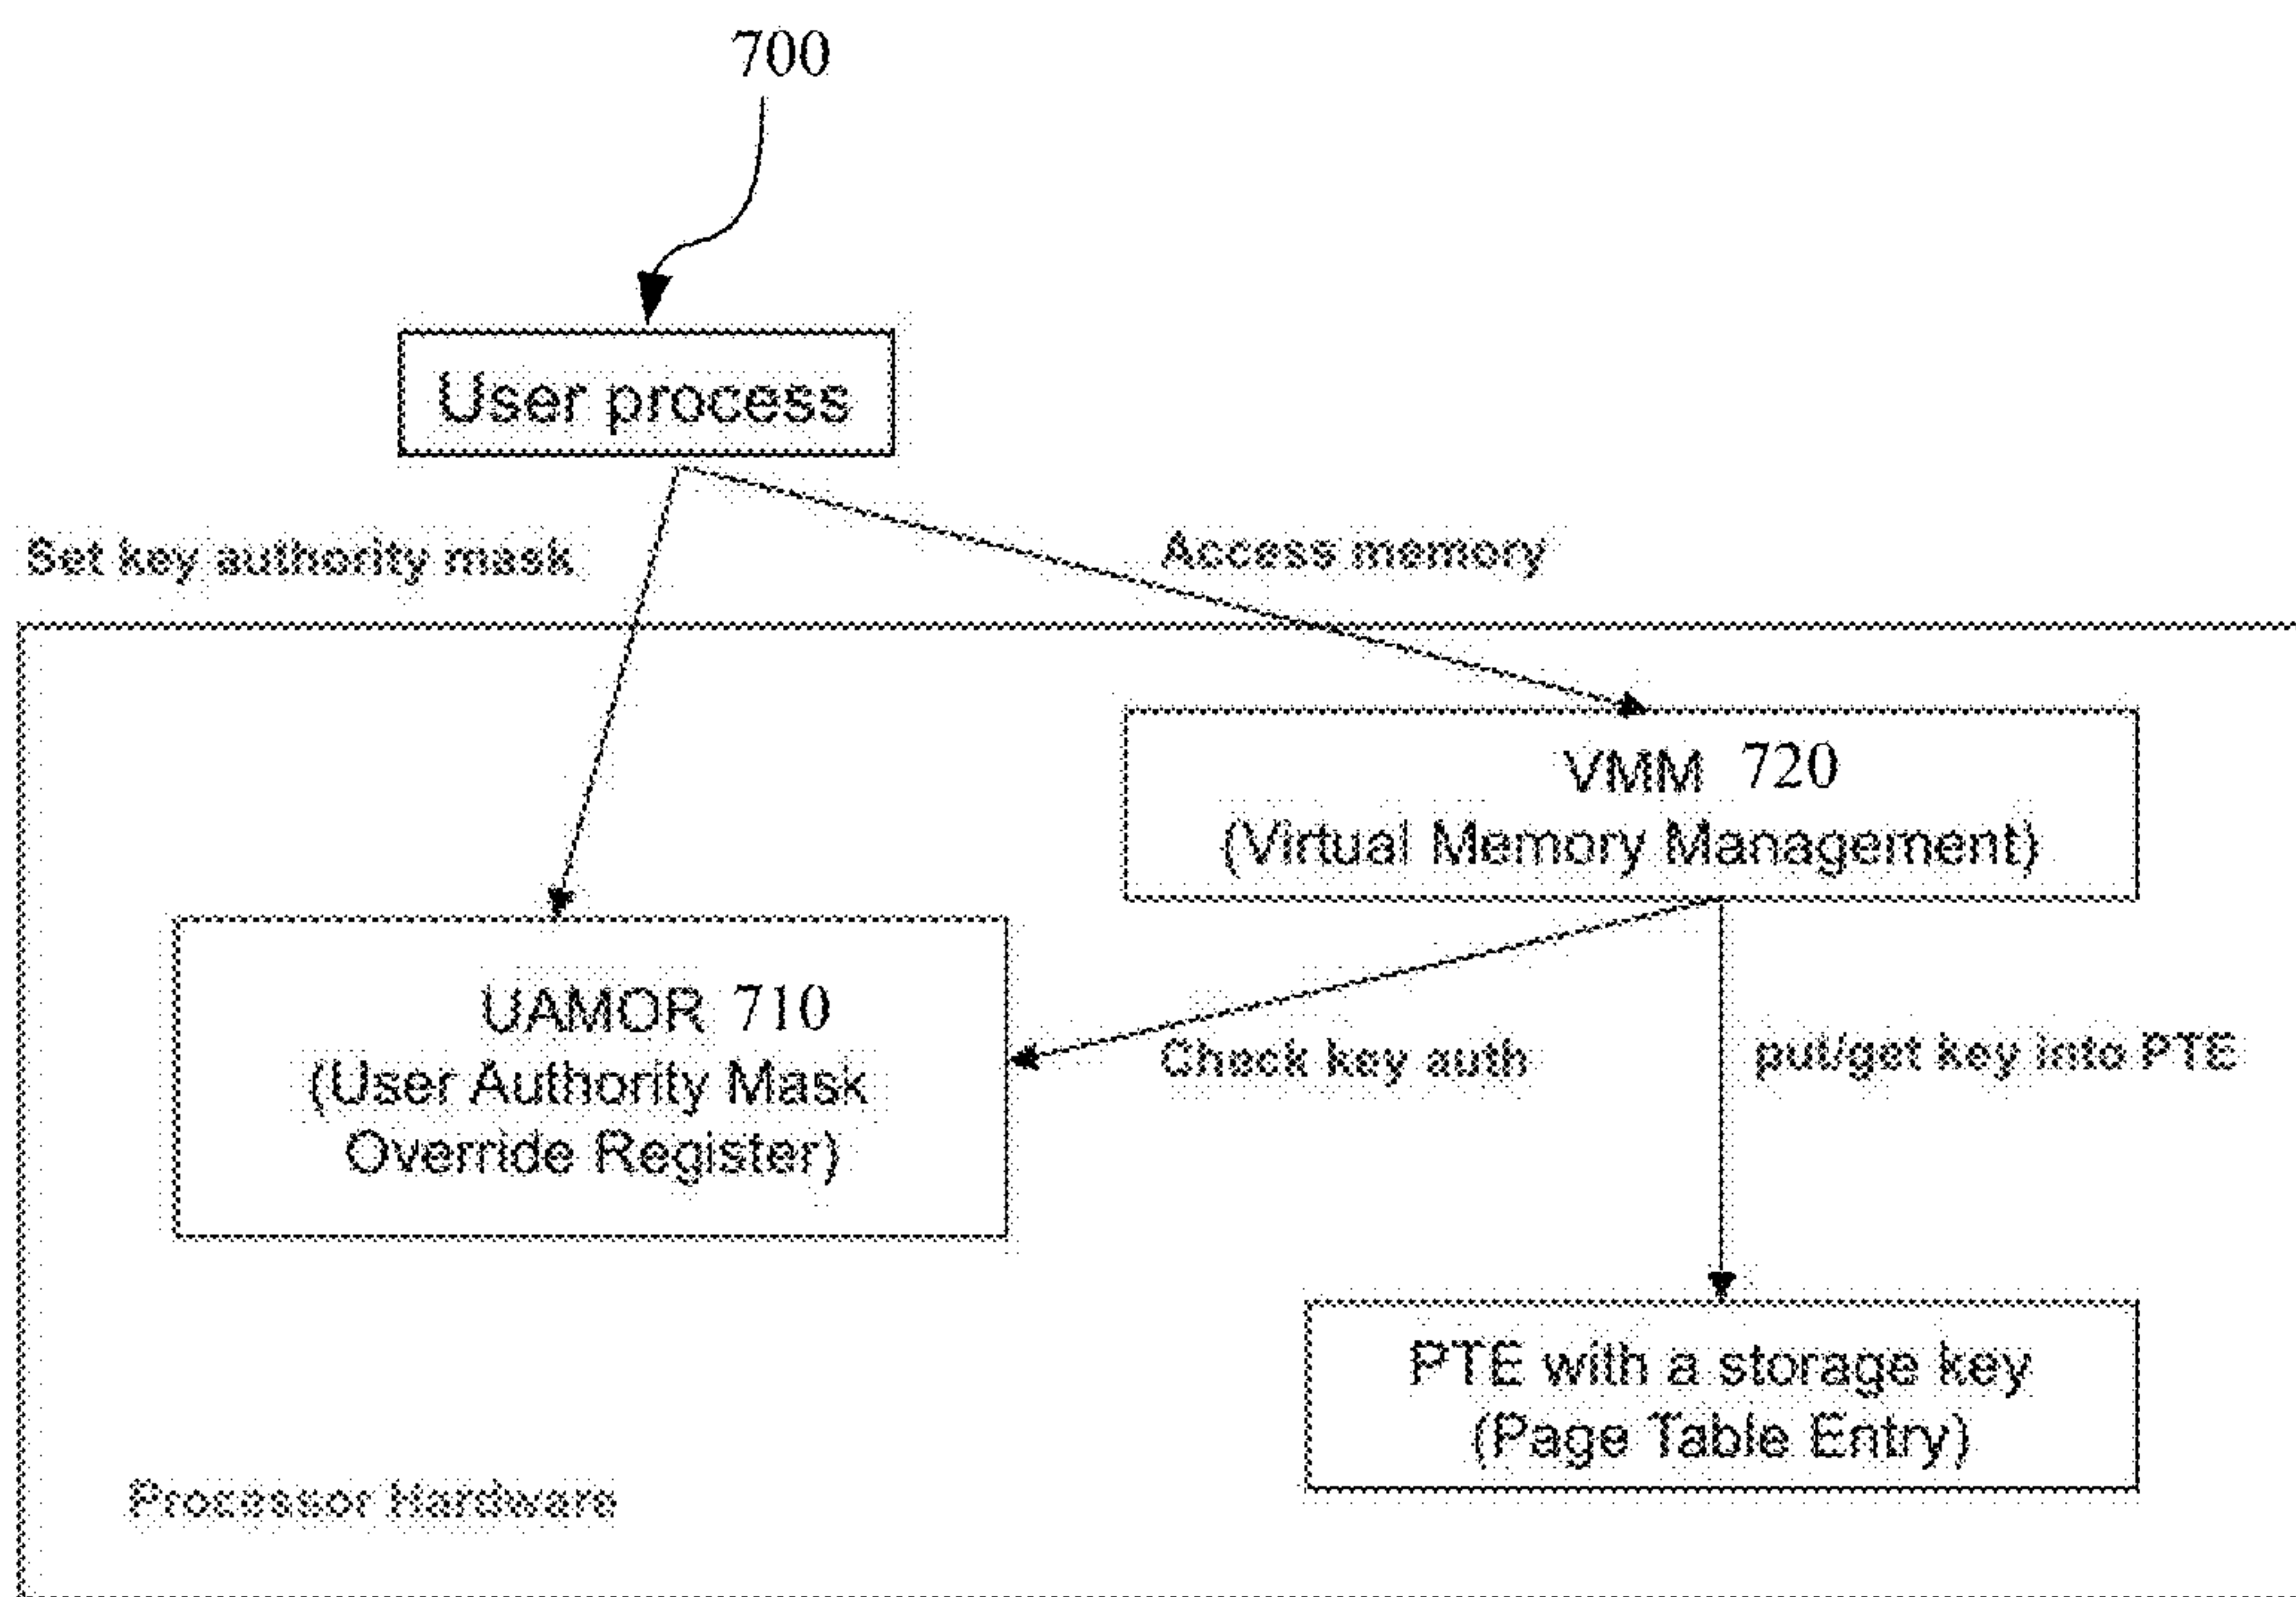 700
User process
Set key authority mask
Access memory
VMM 720
(Virtual Memory Management)
UAMOR 710
(User Authority Mask
Override Register)
Check key auth
put/get key into PTE
PTE with a storage key
(Page Table Entry)
Processor Hardware